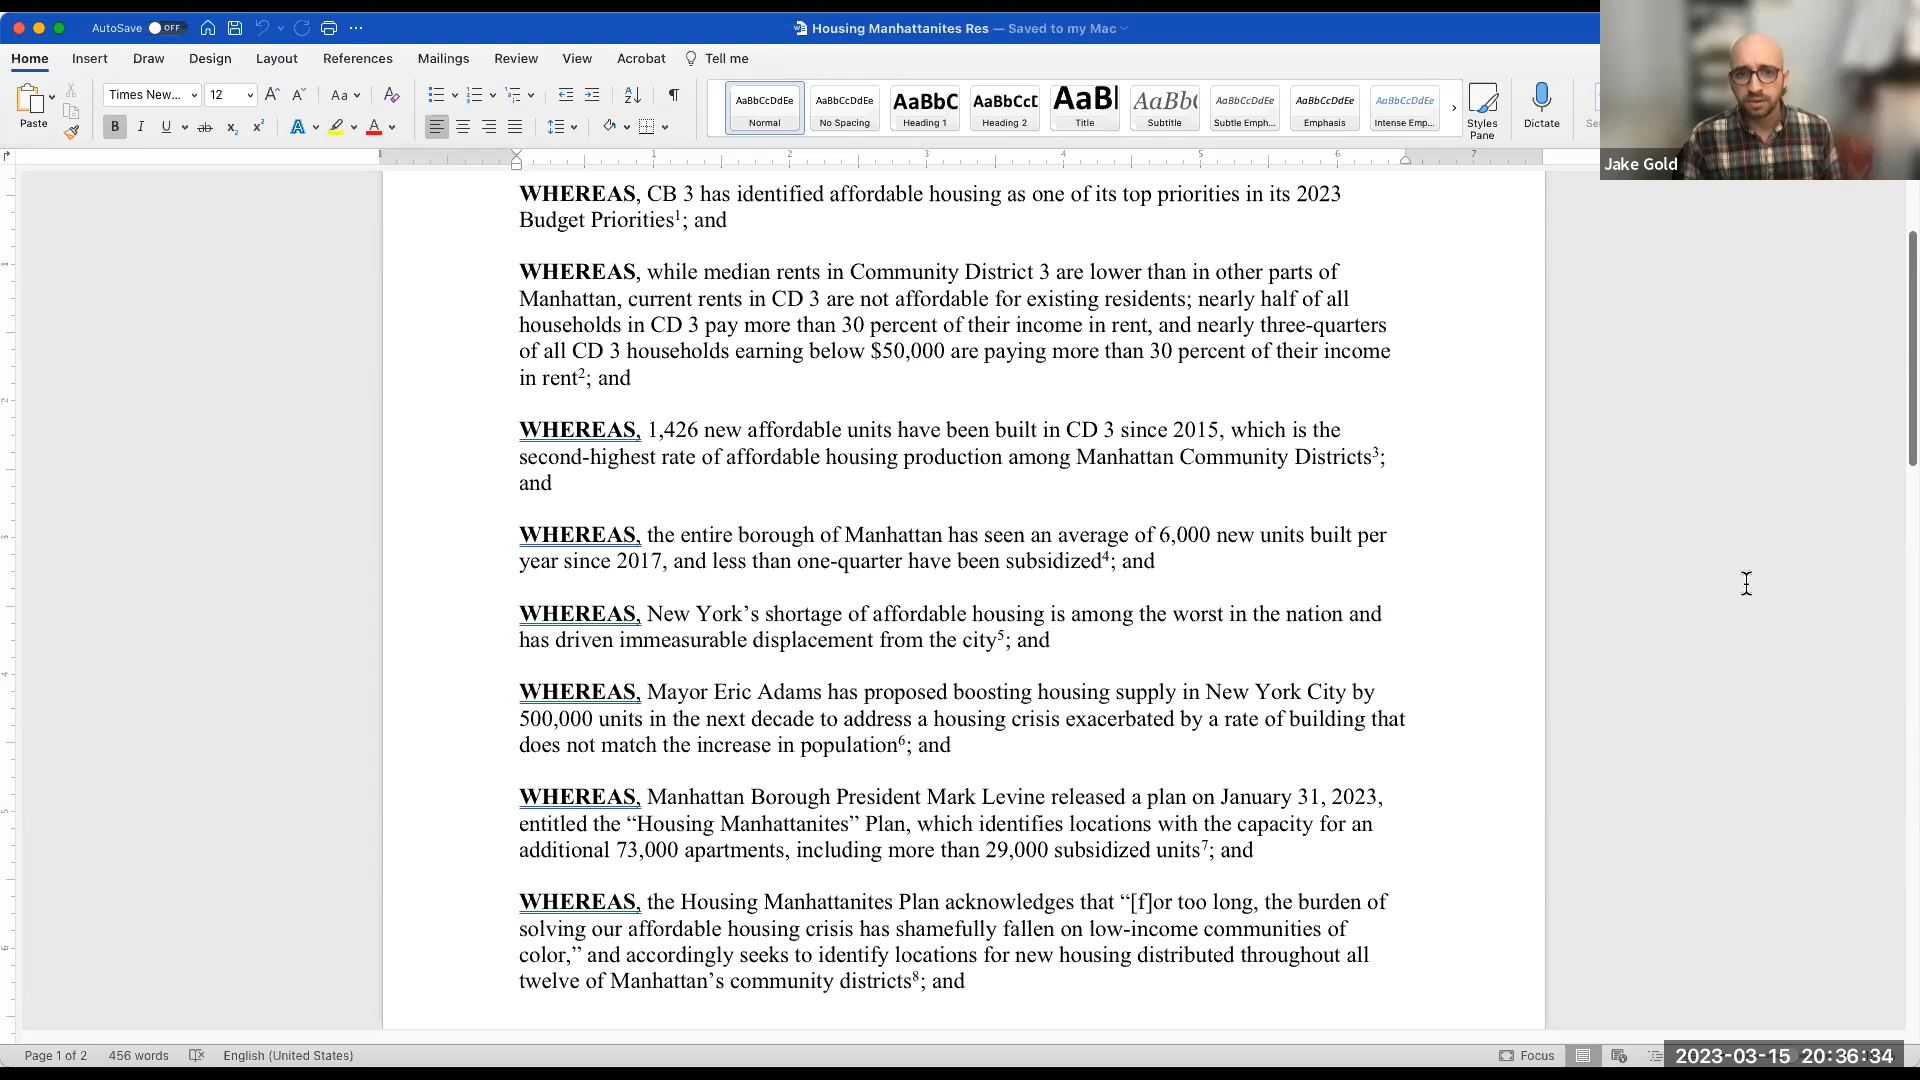 AutoSave OFF
Housing Manhattanites Res — Saved to my Mac
Home Insert Draw Design Layout References Mailings Review View Acrobat Tell me
Paste
Times New... 12
AaBbCcDdEe AaBbCcDdEe AaBbC AaBbCcD AaBb AaBbC AaBbCcDdEe AaBbCcDdEe AaBbCcDdEe
Normal No Spacing Heading 1 Heading 2 Title Subtitle Subtle Emph... Emphasis Intense Emp...
Styles Pane
Dictate
Jake Gold
1 1 2 3 4 5 6 7
WHEREAS, CB 3 has identified affordable housing as one of its top priorities in its 2023
Budget Priorities¹; and
WHEREAS, while median rents in Community District 3 are lower than in other parts of
Manhattan, current rents in CD 3 are not affordable for existing residents; nearly half of all
households in CD 3 pay more than 30 percent of their income in rent, and nearly three-quarters
of all CD 3 households earning below $50,000 are paying more than 30 percent of their income
in rent²; and
WHEREAS, 1,426 new affordable units have been built in CD 3 since 2015, which is the
second-highest rate of affordable housing production among Manhattan Community Districts³;
and
WHEREAS, the entire borough of Manhattan has seen an average of 6,000 new units built per
year since 2017, and less than one-quarter have been subsidized⁴; and
WHEREAS, New York’s shortage of affordable housing is among the worst in the nation and
has driven immeasurable displacement from the city⁵; and
WHEREAS, Mayor Eric Adams has proposed boosting housing supply in New York City by
500,000 units in the next decade to address a housing crisis exacerbated by a rate of building that
does not match the increase in population⁶; and
WHEREAS, Manhattan Borough President Mark Levine released a plan on January 31, 2023,
entitled the “Housing Manhattanites” Plan, which identifies locations with the capacity for an
additional 73,000 apartments, including more than 29,000 subsidized units⁷; and
WHEREAS, the Housing Manhattanites Plan acknowledges that “[f]or too long, the burden of
solving our affordable housing crisis has shamefully fallen on low-income communities of
color,” and accordingly seeks to identify locations for new housing distributed throughout all
twelve of Manhattan’s community districts⁸; and
Page 1 of 2 456 words English (United States) Focus
2023-03-15 20:36:34